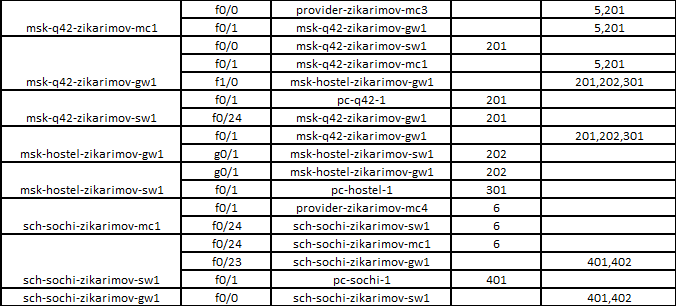 f0/0 provider-zikarimov-mc3 5,201
msk-q42-zikarimov-mc1 f0/1 msk-q42-zikarimov-gw1 5,201
f0/0 msk-q42-zikarimov-sw1 201
f0/1 msk-q42-zikarimov-mc1 5,201
msk-q42-zikarimov-gw1 f1/0 msk-hostel-zikarimov-gw1 201,202,301
f0/1 pc-q42-1 201
msk-q42-zikarimov-sw1 f0/24 msk-q42-zikarimov-gw1 201
f0/1 msk-q42-zikarimov-gw1 201,202,301
msk-hostel-zikarimov-gw1 g0/1 msk-hostel-zikarimov-sw1 202
g0/1 msk-hostel-zikarimov-gw1 202
msk-hostel-zikarimov-sw1 f0/1 pc-hostel-1 301
f0/1 provider-zikarimov-mc4 6
sch-sochi-zikarimov-mc1 f0/24 sch-sochi-zikarimov-sw1 6
f0/24 sch-sochi-zikarimov-mc1 6
f0/23 sch-sochi-zikarimov-gw1 401,402
sch-sochi-zikarimov-sw1 f0/1 pc-sochi-1 401
sch-sochi-zikarimov-gw1 f0/0 sch-sochi-zikarimov-sw1 401,402